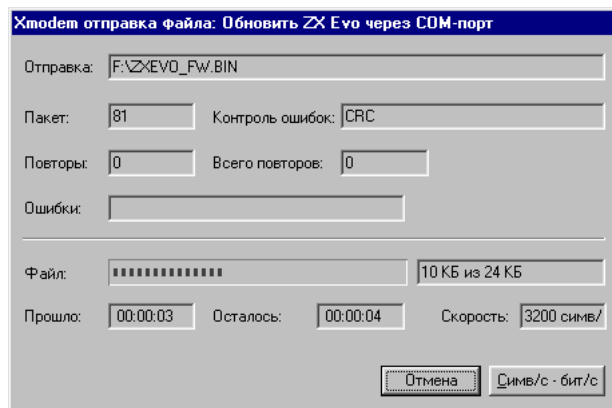 Xmodem отправка файла: Обновить ZX Evo через COM-порт
Отправка: F:\ZXEVO_FW.BIN
Пакет: 81 Контроль ошибок: CRC
Повторы: 0 Всего повторов: 0
Ошибки:
Файл: 10 КБ из 24 КБ
Прошло: 00:00:03 Осталось: 00:00:04 Скорость: 3200 симв/
Отмена Симв/с - бит/с